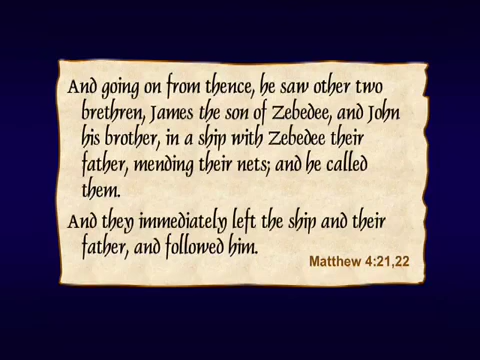 And going on from thence, he saw other two
brethren, James the son of Zebedee, and John
his brother, in a ship with Zebedee their
father, mending their nets; and he called
them.
And they immediately left the ship and their
father, and followed him.
Matthew 4:21,22